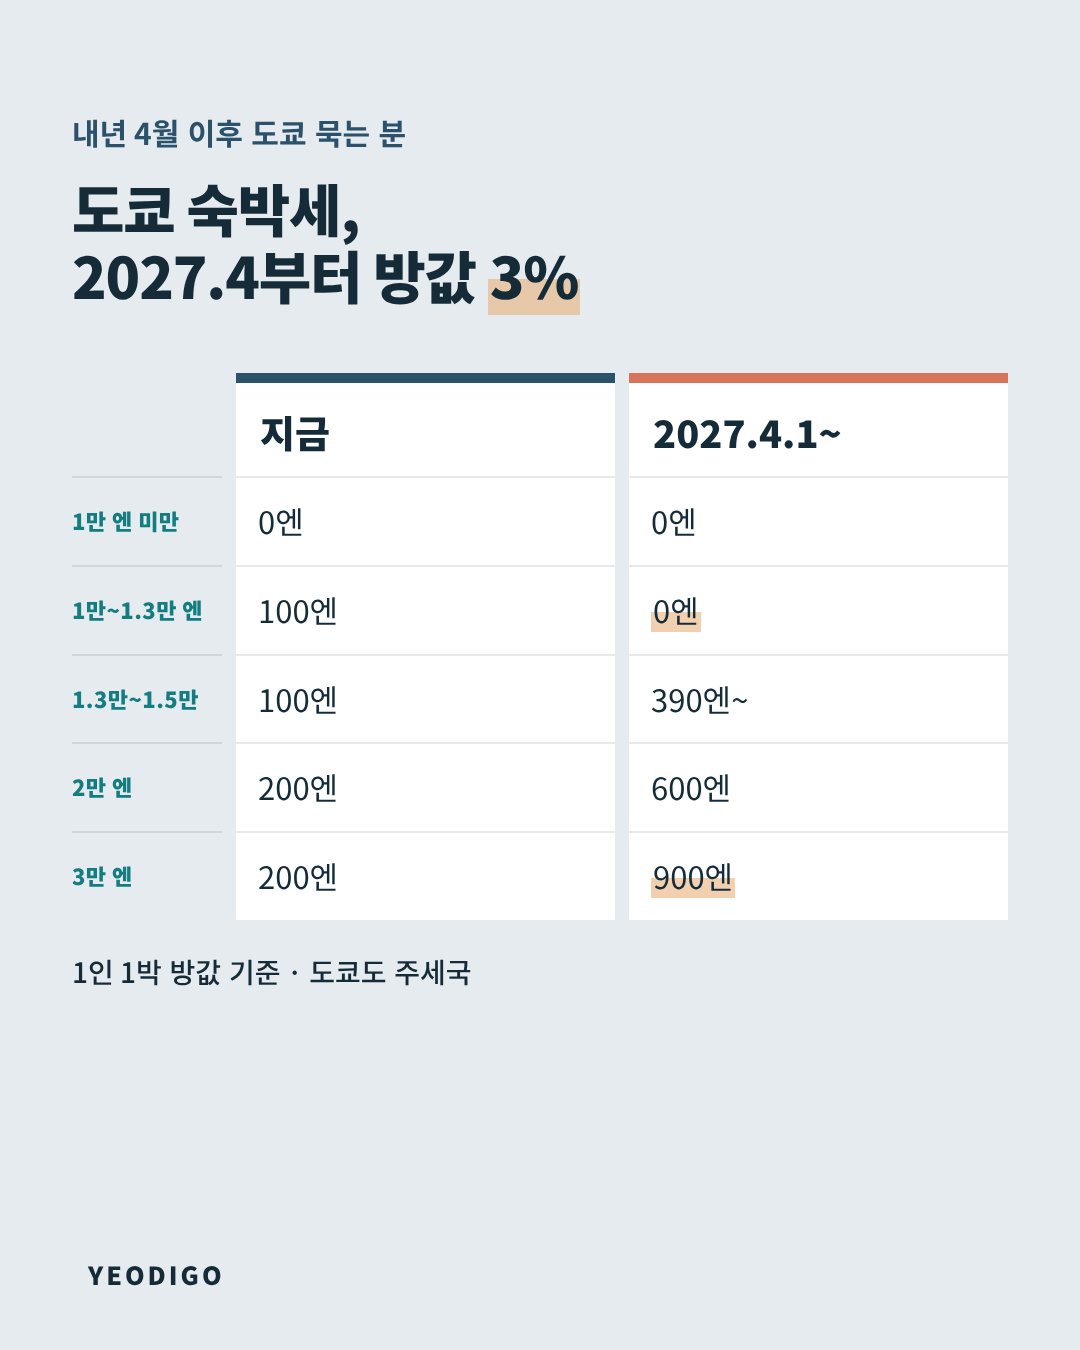 내년 4월 이후 도쿄 묵는 분
도쿄 숙박세,
2027.4부터 방값 3%
지금 2027.4.1~
1만 엔 미만 0엔 0엔
1만~1.3만 엔 100엔 0엔
1.3만~1.5만 100엔 390엔~
2만 엔 200엔 600엔
3만 엔 200엔 900엔
1인 1박 방값 기준 · 도쿄도 주세국
YEODIGO